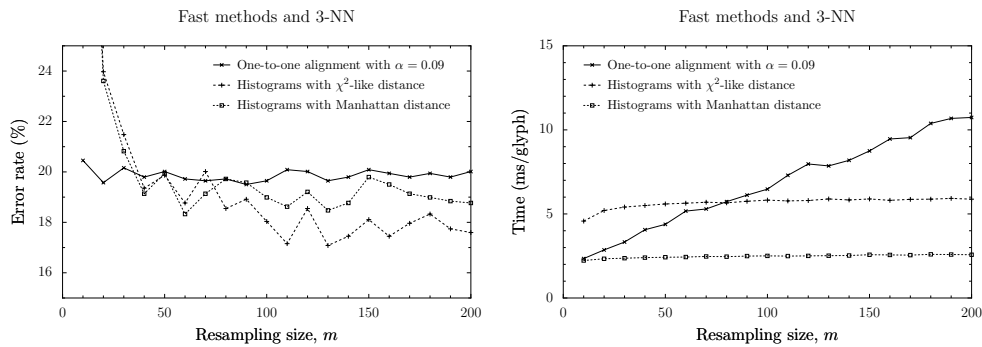 Fast methods and 3-NN
24
22
20
18
16
0
50
100
150
200
Error rate (%)
Resampling size, m
One-to-one alignment with α = 0.09
Histograms with χ²-like distance
Histograms with Manhattan distance
Fast methods and 3-NN
15
10
5
0
0
50
100
150
200
Time (ms/glyph)
Resampling size, m
One-to-one alignment with α = 0.09
Histograms with χ²-like distance
Histograms with Manhattan distance